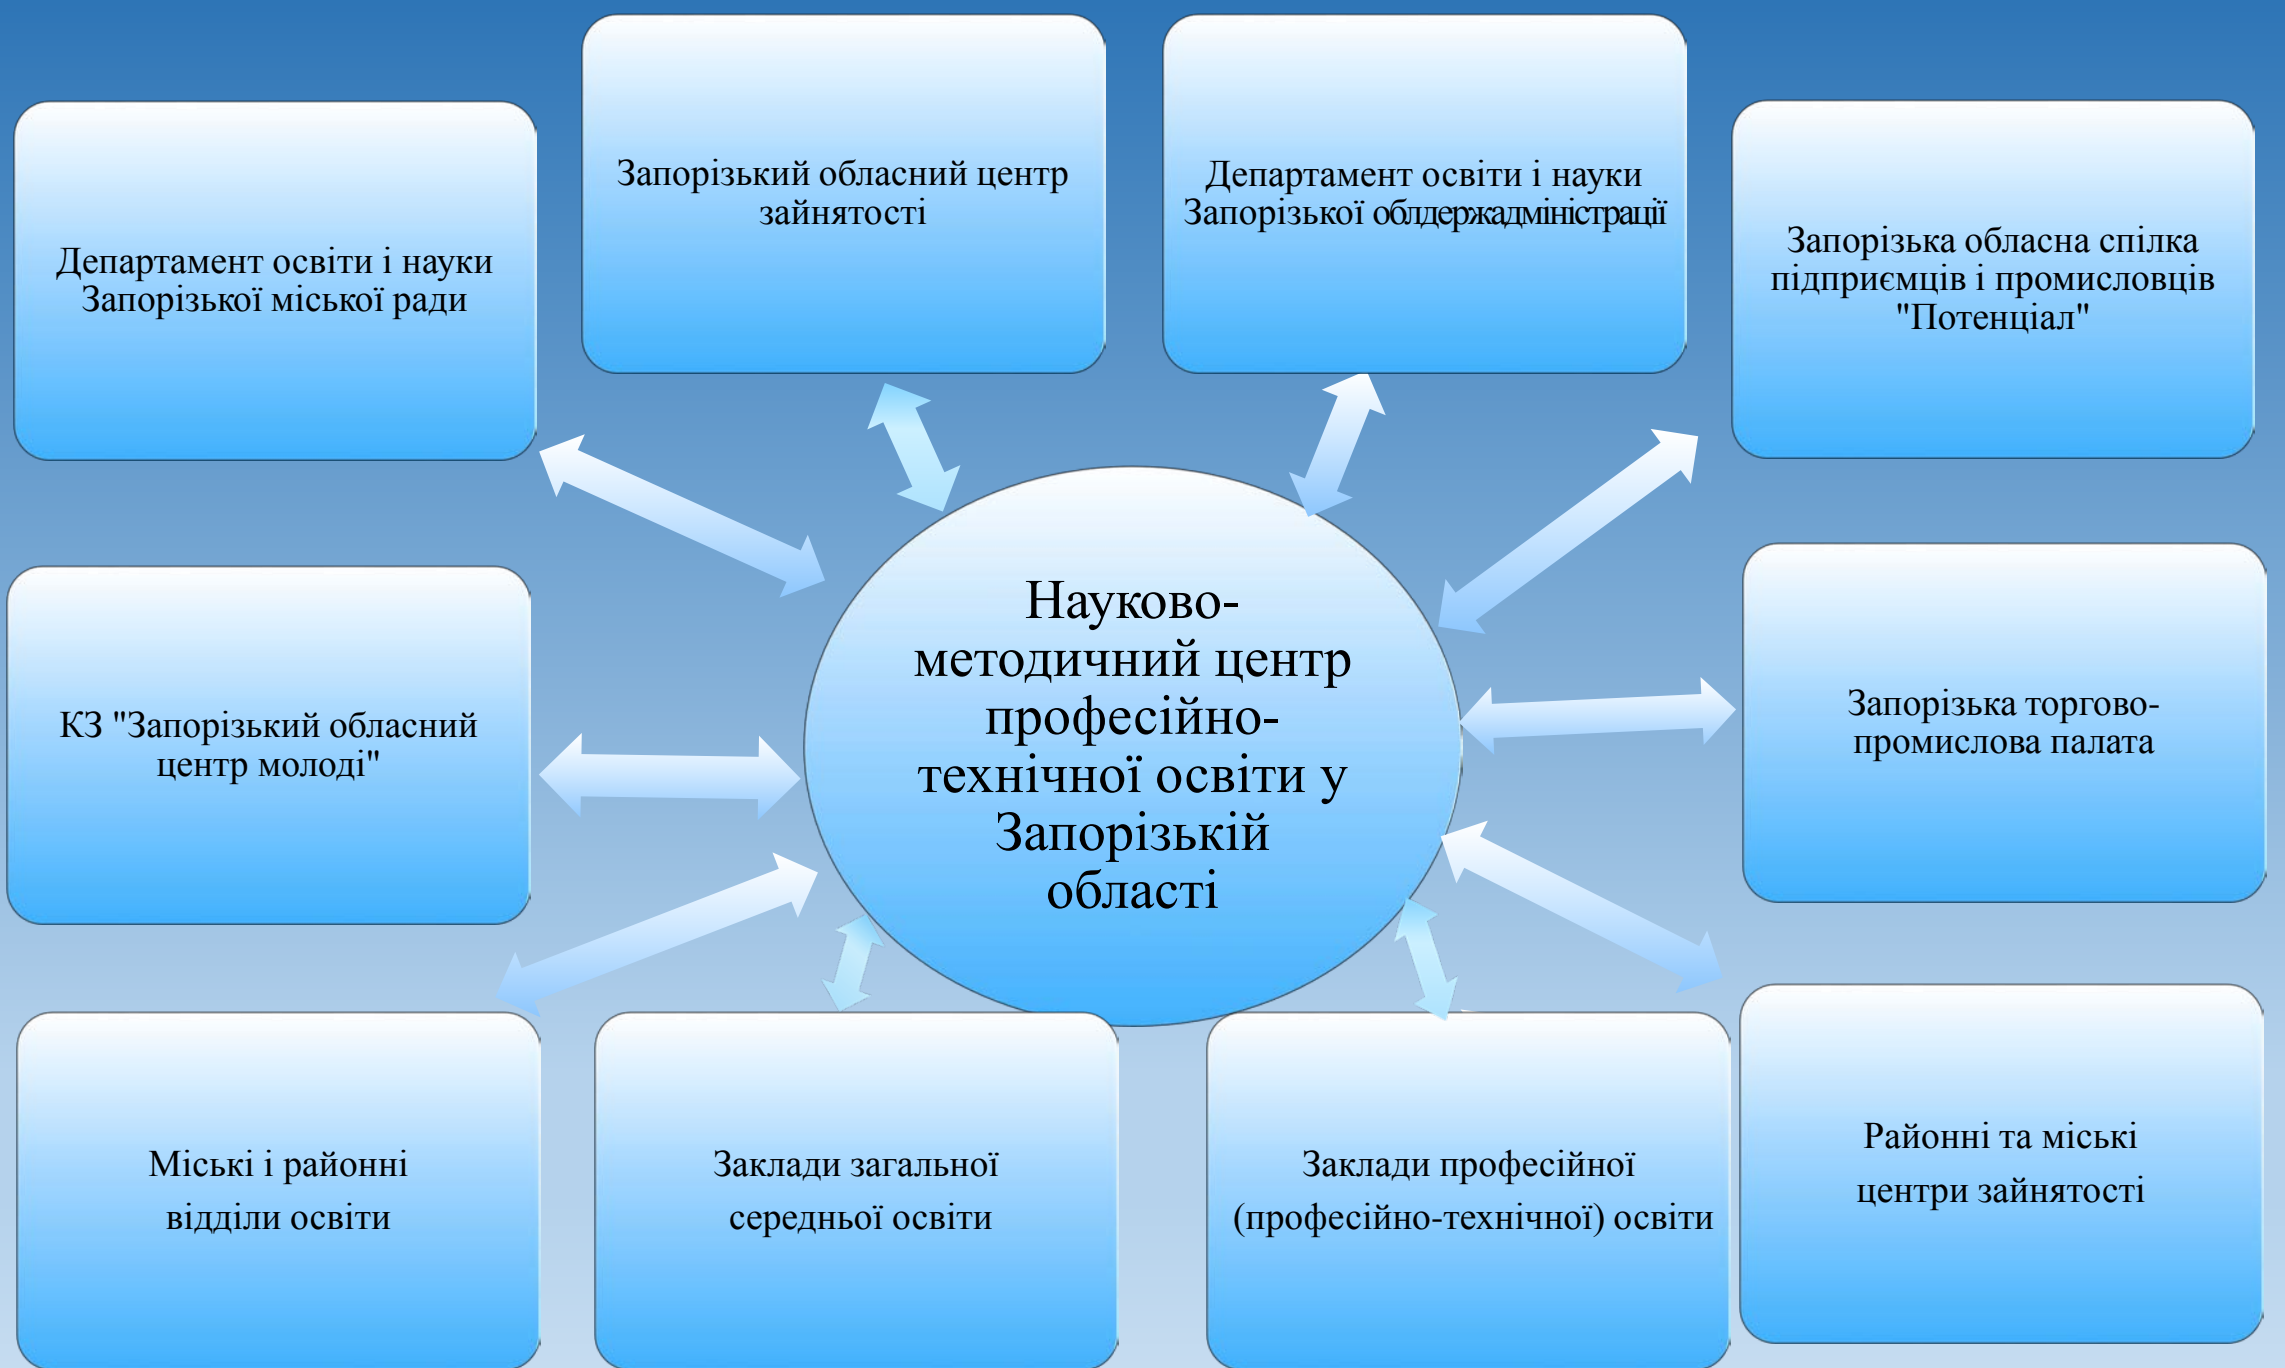 Запорізький обласний центр
зайнятості
Департамент освіти і науки
Запорізької облдержадміністрації
Департамент освіти і науки
Запорізької міської ради
Запорізька обласна спілка
підприємців і промисловців
"Потенціал"
Науково-
методичний центр
професійно-
технічної освіти у
Запорізькій
області
КЗ "Запорізький обласний
центр молоді"
Запорізька торгово-
промислова палата
Міські і районні
відділи освіти
Заклади загальної
середньої освіти
Заклади професійної
(професійно-технічної) освіти
Районні та міські
центри зайнятості